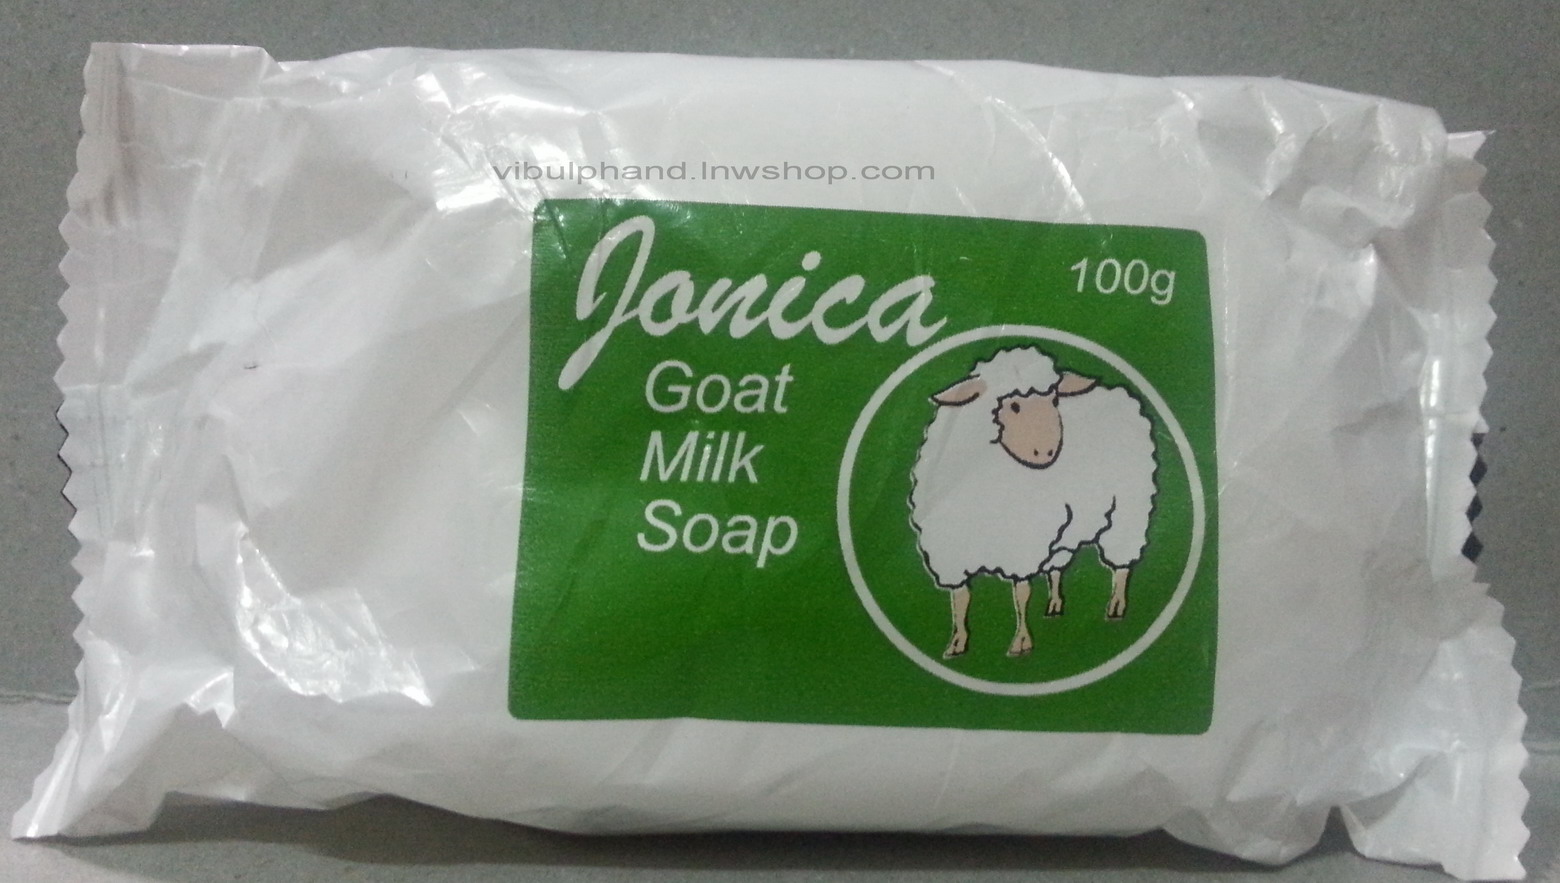 vibulphand.lnwshop.com
Jonica
100g
Goat
Milk
Soap